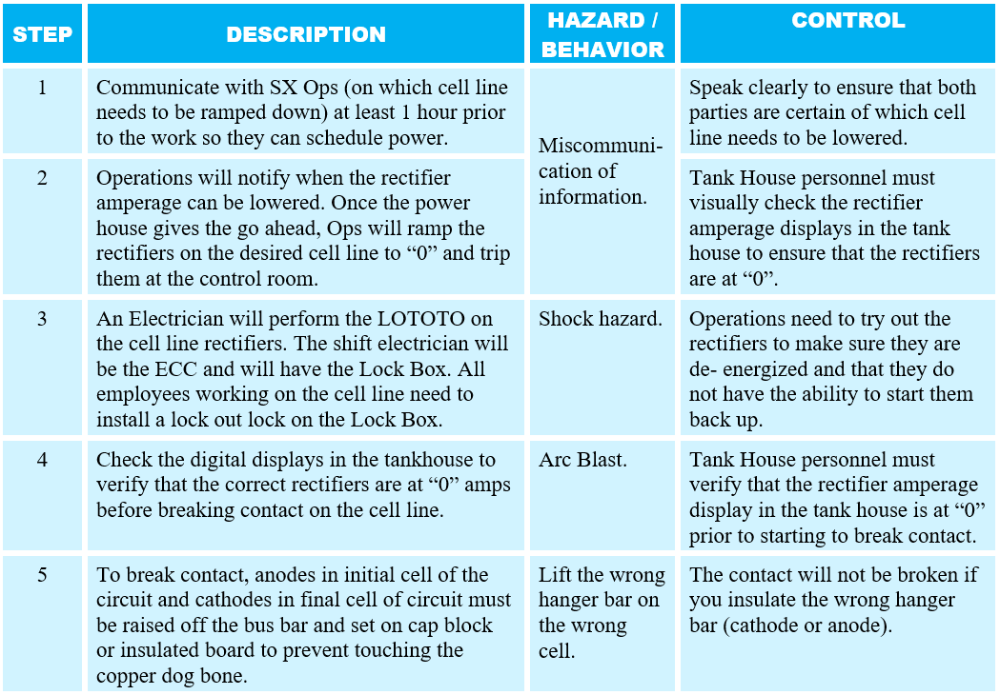 STEP
DESCRIPTION
HAZARD /
BEHAVIOR
CONTROL
1
Communicate with SX Ops (on which cell line
needs to be ramped down) at least 1 hour prior
to the work so they can schedule power.
Miscommuni-
cation of
information.
Speak clearly to ensure that both
parties are certain of which cell
line needs to be lowered.
2
Operations will notify when the rectifier
amperage can be lowered. Once the power
house gives the go ahead, Ops will ramp the
rectifiers on the desired cell line to “0” and trip
them at the control room.
Tank House personnel must
visually check the rectifier
amperage displays in the tank
house to ensure that the rectifiers
are at “0”.
3
An Electrician will perform the LOTOTO on
the cell line rectifiers. The shift electrician will
be the ECC and will have the Lock Box. All
employees working on the cell line need to
install a lock out lock on the Lock Box.
Shock hazard.
Operations need to try out the
rectifiers to make sure they are
de- energized and that they do
not have the ability to start them
back up.
4
Check the digital displays in the tankhouse to
verify that the correct rectifiers are at “0” amps
before breaking contact on the cell line.
Arc Blast.
Tank House personnel must
verify that the rectifier amperage
display in the tank house is at “0”
prior to starting to break contact.
5
To break contact, anodes in initial cell of the
circuit and cathodes in final cell of circuit must
be raised off the bus bar and set on cap block
or insulated board to prevent touching the
copper dog bone.
Lift the wrong
hanger bar on
the wrong
cell.
The contact will not be broken if
you insulate the wrong hanger
bar (cathode or anode).